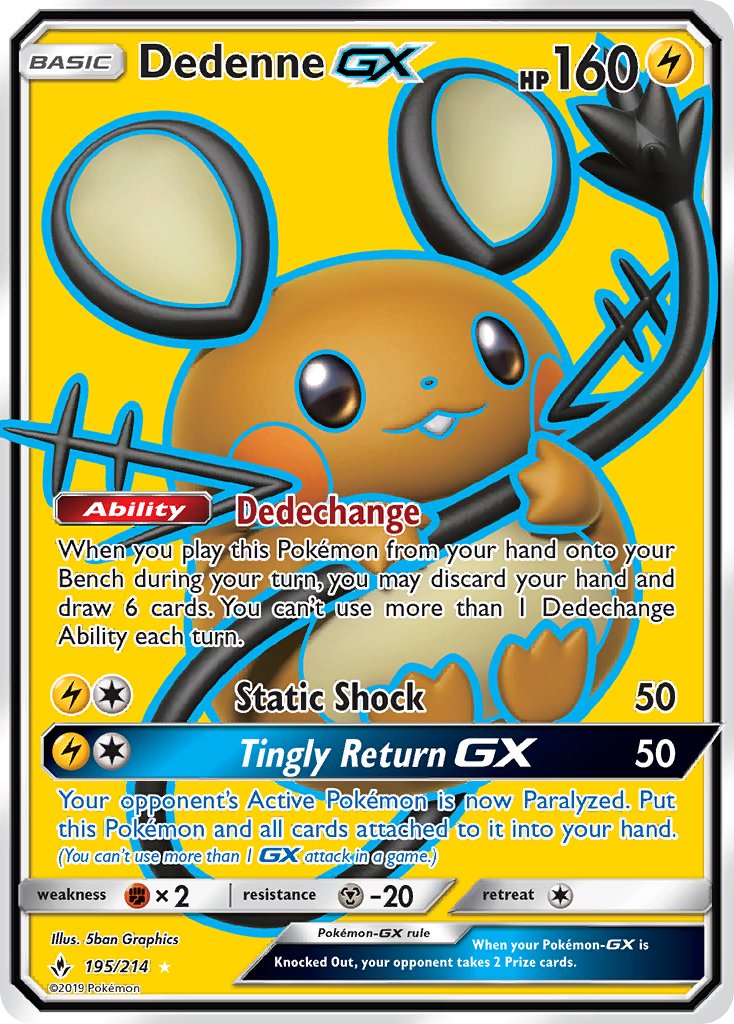 BASIC Dedenne GX HP 160
Ability Dedechange
When you play this Pokémon from your hand onto your
Bench during your turn, you may discard your hand and
draw 6 cards. You can't use more than 1 Dedechange
Ability each turn.
Static Shock 50
Tingly Return GX 50
Your opponent's Active Pokémon is now Paralyzed. Put
this Pokémon and all cards attached to it into your hand.
(You can't use more than 1 GX attack in a game.)
weakness × 2 resistance -20 retreat
Illus. 5ban Graphics
195/214
©2019 Pokémon
Pokémon-GX rule
When your Pokémon-GX is
Knocked Out, your opponent takes 2 Prize cards.